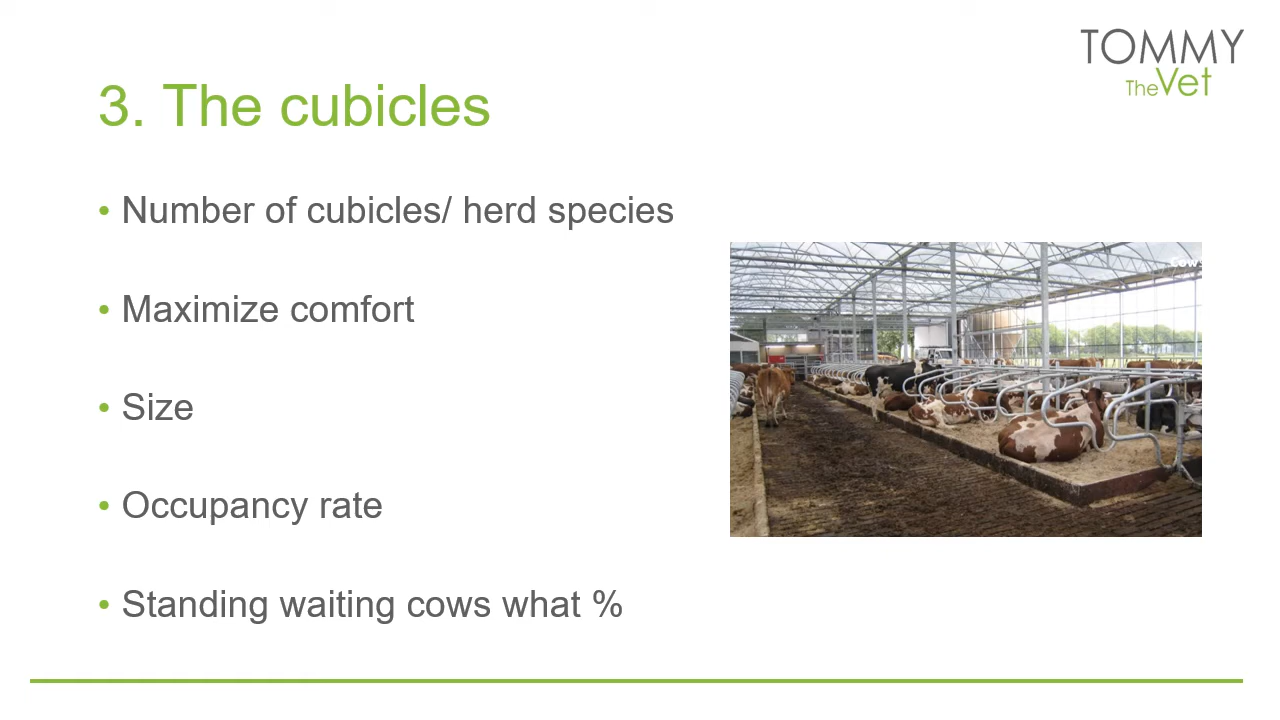 TOMMY
TheVet
3. The cubicles
• Number of cubicles/ herd species
• Maximize comfort
• Size
• Occupancy rate
• Standing waiting cows what %